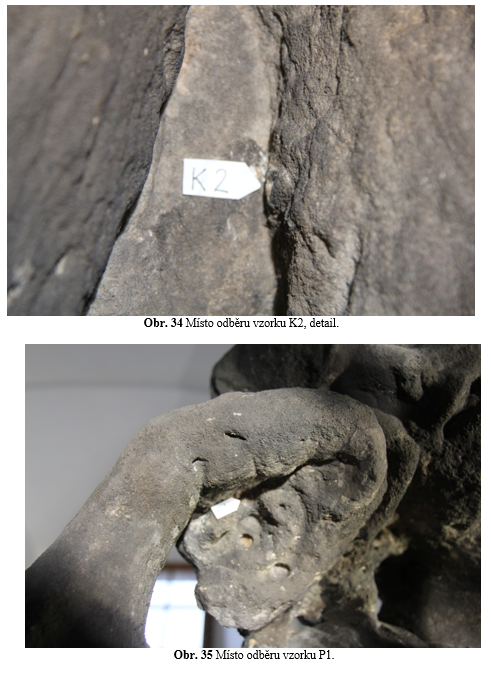 K2
Obr. 34 Místo odběru vzorku K2, detail.
Obr. 35 Místo odběru vzorku P1.